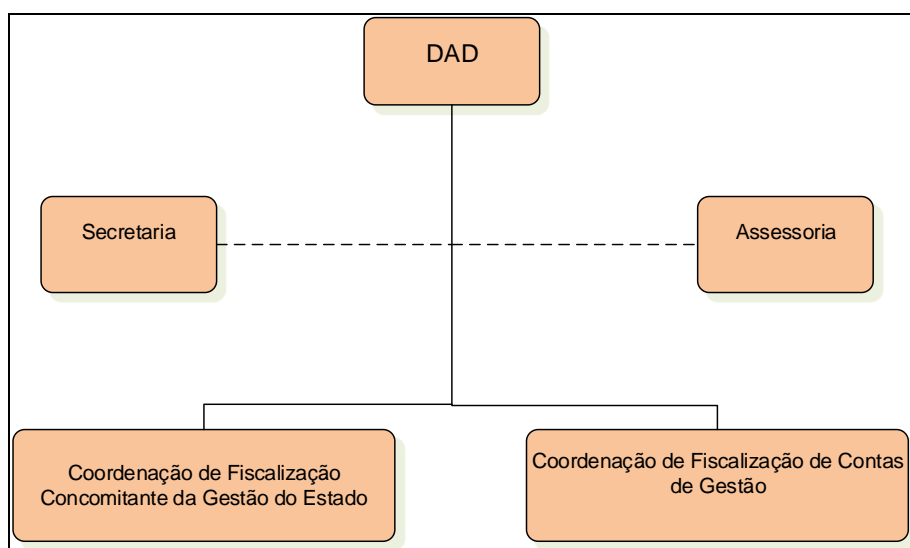 DAD
Secretaria
Assessoria
Coordenação de Fiscalização
Concomitante da Gestão do Estado
Coordenação de Fiscalização de Contas
de Gestão